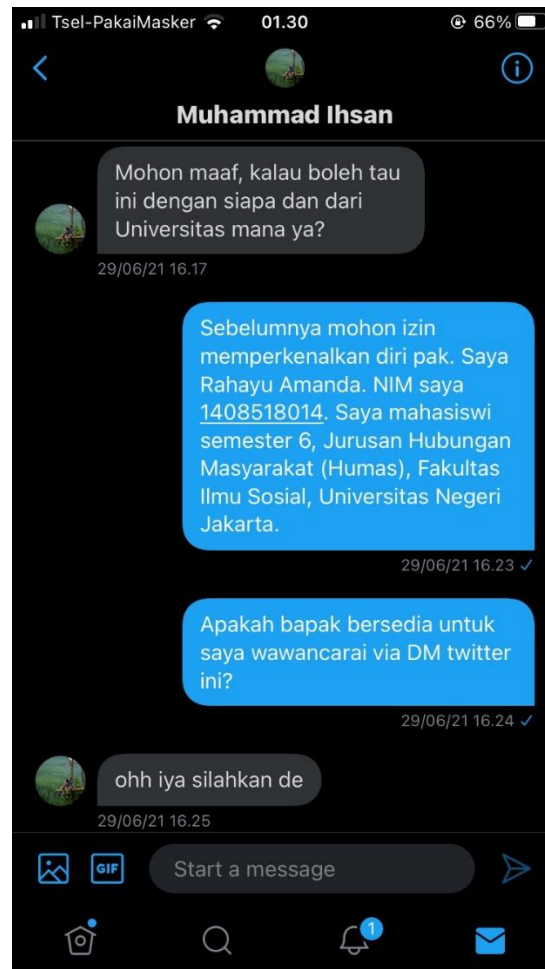 Tsel-PakaiMasker 01.30 66%
Muhammad Ihsan
Mohon maaf, kalau boleh tau
ini dengan siapa dan dari
Universitas mana ya?
29/06/21 16.17
Sebelumnya mohon izin
memperkenalkan diri pak. Saya
Rahayu Amanda. NIM saya
1408518014. Saya mahasiswi
semester 6, Jurusan Hubungan
Masyarakat (Humas), Fakultas
Ilmu Sosial, Universitas Negeri
Jakarta.
29/06/21 16.23
Apakah bapak bersedia untuk
saya wawancarai via DM twitter
ini?
29/06/21 16.24
ohh iya silahkan de
29/06/21 16.25
GIF Start a message
1